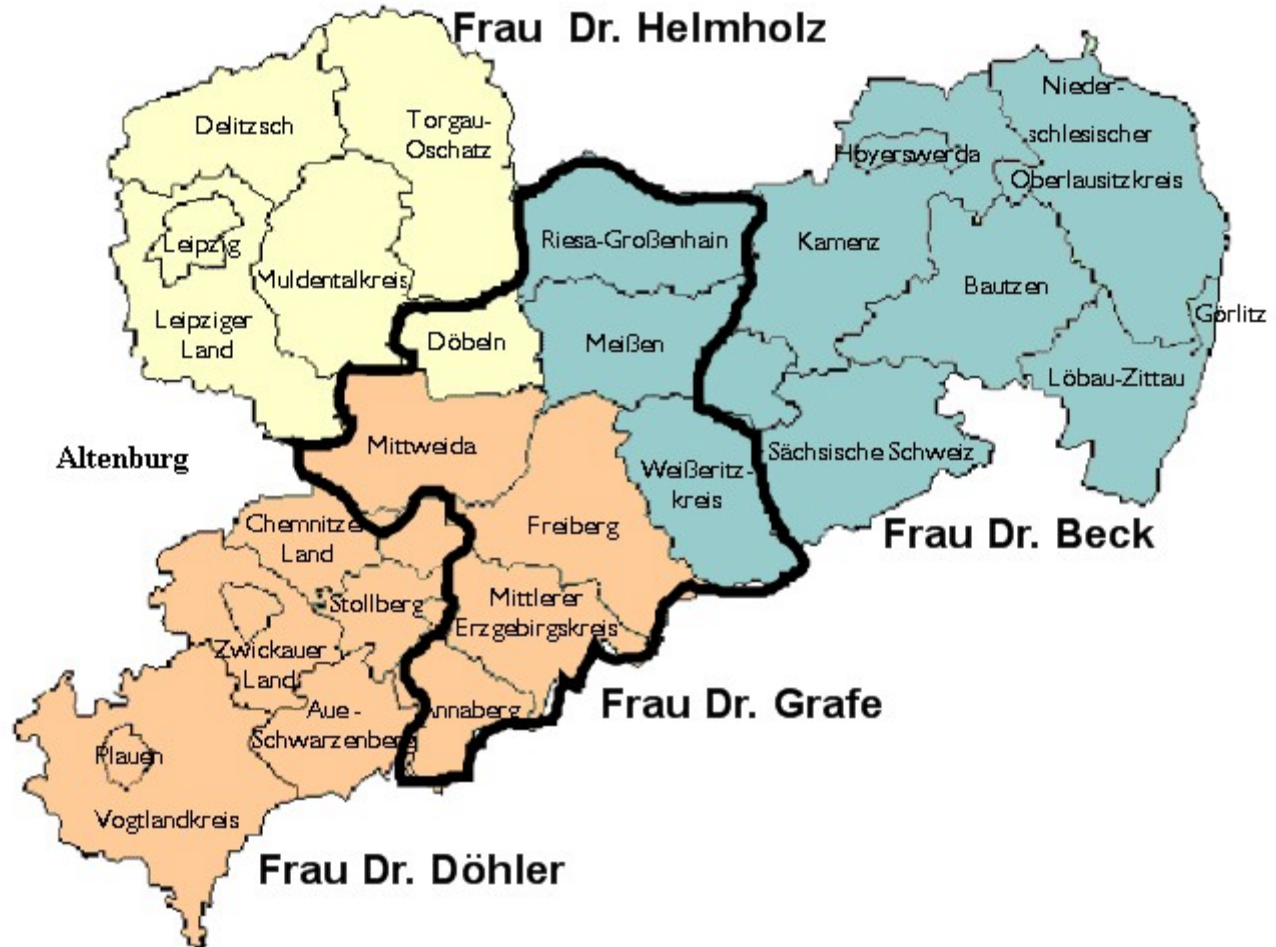 Frau Dr. Helmholz
Delitzsch
Torgau-
Oschatz
Leipzig
Muldentalkreis
Leipziger
Land
Döbeln
Riesa-Großenhain
Meißen
Kamenz
Hoyerswerda
Nieder-
schlesischer
Oberlausitzkreis
Bautzen
Görlitz
Löbau-Zittau
Sächsische Schweiz
Weißeritz-
kreis
Frau Dr. Beck
Altenburg
Mittweida
Freiberg
Chemnitze
Land
Stollberg
Mittlerer
Erzgebirgskreis
Zwickauer
Land
Annaberg
Frau Dr. Grafe
Aue-
Schwarzenberg
Plauen
Vogtlandkreis
Frau Dr. Döhler